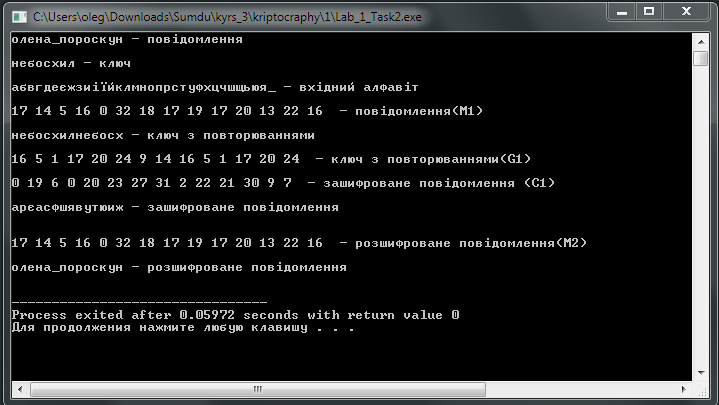 C:\Users\oleg\Downloads\Sumdu\kyrs_3\kriptocraphy\1\Lab_1_Task2.exe
олена_пороскун - повідомлення
небосхил - ключ
абвгдеєжзиіїйклмнопрстуфхцчшщьюя_ - вхідний алфавіт
17 14 5 16 0 32 18 17 19 17 20 13 22 16 - повідомлення(M1)
небосхилнебосх - ключ з повторюваннями
16 5 1 17 20 24 9 14 16 5 1 17 20 24 - ключ з повторюваннями(G1)
0 19 6 0 20 23 27 31 2 22 21 30 9 7 - зашифроване повідомлення (C1)
арєасфшявутюиж - зашифроване повідомлення
17 14 5 16 0 32 18 17 19 17 20 13 22 16 - розшифроване повідомлення(M2)
олена_пороскун - розшифроване повідомлення
--------------------------------
Process exited after 0.05972 seconds with return value 0
Для продолжения нажмите любую клавишу . . .